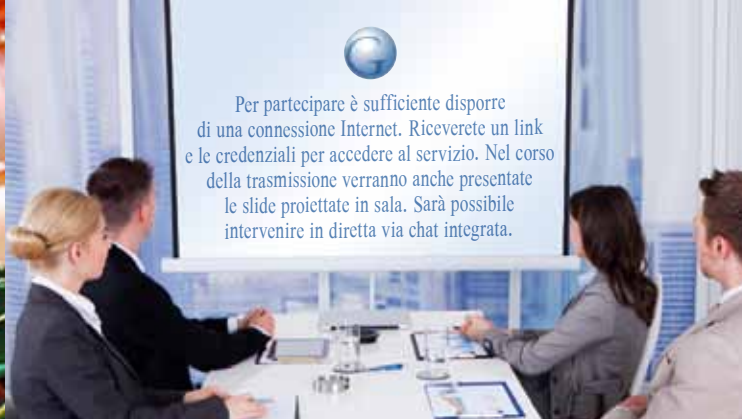 G
Per partecipare è sufficiente disporre
di una connessione Internet. Riceverete un link
e le credenziali per accedere al servizio. Nel corso
della trasmissione verranno anche presentate
le slide proiettate in sala. Sarà possibile
intervenire in diretta via chat integrata.